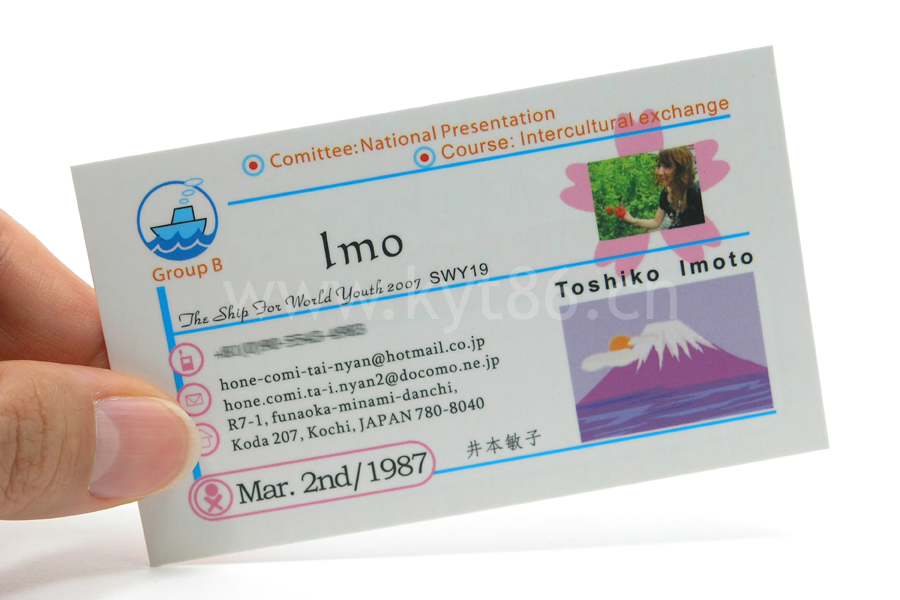 Comittee:National Presentation
Course: Intercultural exchange
Group B
Imo
The Ship For World Youth 2007 SWY19
Toshiko Imoto
www.kyt86.cn
hone-comi-tai-nyan@hotmail.co.jp
hone.comi.ta-i.nyan2@docomo.ne.jp
R7-1, funaoka-minami-danchi,
Koda 207, Kochi, JAPAN 780-8040
Mar. 2nd/1987
井本敏子